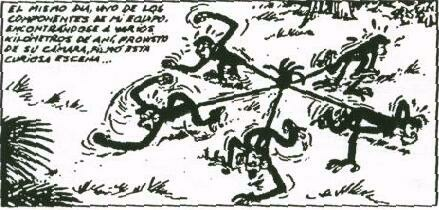 EL MISMO DIA, UNO DE LOS
COMPONENTES DE MI EQUIPO.
ENCONTRÁNDOSE A VARIOS
KILÓMETROS DE AHÍ, PROVISTO
DE SU CÁMARA, FILMÓ ESTA
CURIOSA ESCENA...